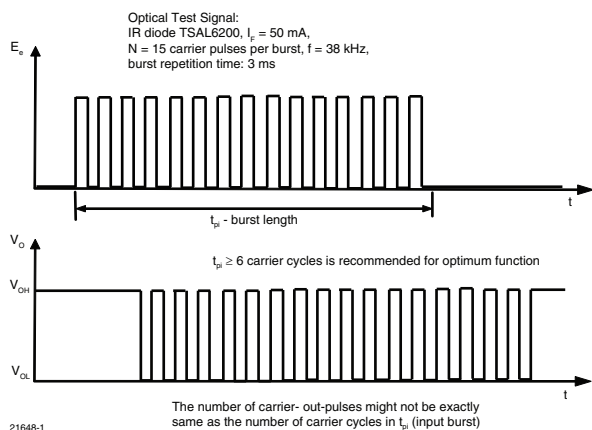 Optical Test Signal:
IR diode TSAL6200, IF = 50 mA,
N = 15 carrier pulses per burst, f = 38 kHz,
burst repetition time: 3 ms
Ee
t
tpi - burst length
VO
tpi ≥ 6 carrier cycles is recommended for optimum function
VOH
VOL
t
The number of carrier- out-pulses might not be exactly
same as the number of carrier cycles in tpi (input burst)
21648-1